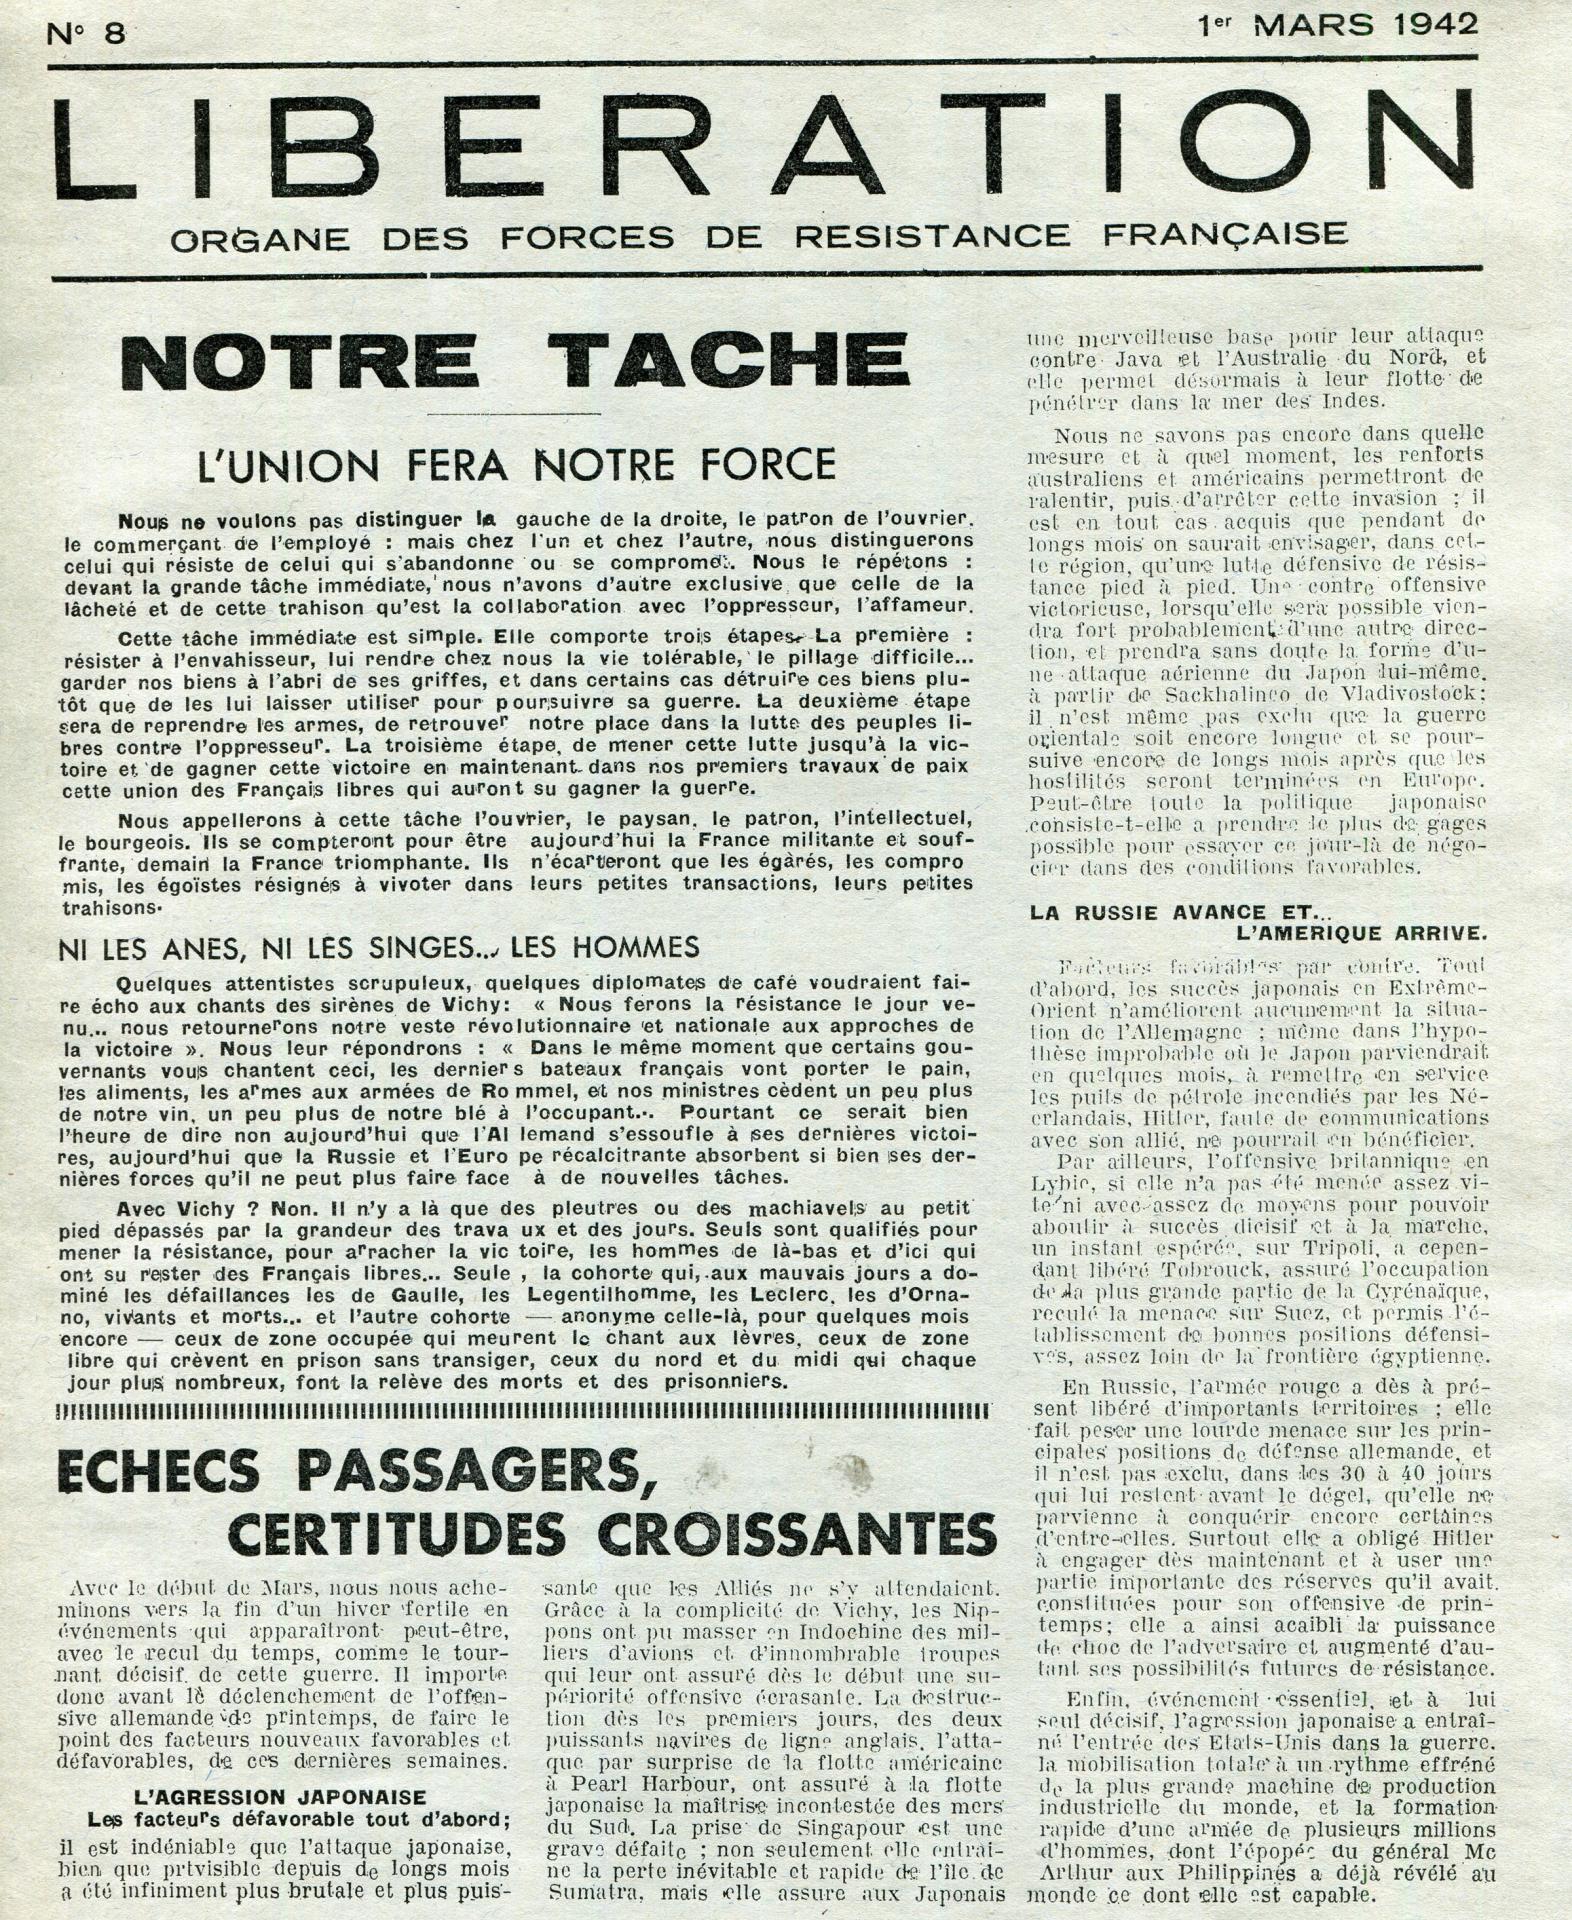 N° 8
1er MARS 1942
LIBERATION
ORGANE DES FORCES DE RESISTANCE FRANÇAISE
NOTRE TACHE
L'UNION FERA NOTRE FORCE
Nous ne voulons pas distinguer la gauche de la droite, le patron de l'ouvrier,
le commerçant de l'employé : mais chez l'un et chez l'autre, nous distinguerons
celui qui résiste de celui qui s'abandonne ou se compromet. Nous le répétons :
devant la grande tâche immédiate, nous n'avons d'autre exclusive que celle de la
lâcheté et de cette trahison qu'est la collaboration avec l'oppresseur, l'affameur.
Cette tâche immédiate est simple. Elle comporte trois étapes. La première :
résister à l'envahisseur, lui rendre chez nous la vie tolérable, le pillage difficile...
garder nos biens à l'abri de ses griffes, et dans certains cas détruire ces biens plu-
tôt que de les lui laisser utiliser pour poursuivre sa guerre. La deuxième étape
sera de reprendre les armes, de retrouver notre place dans la lutte des peuples li-
bres contre l'oppresseur. La troisième étape, de mener cette lutte jusqu'à la vic-
toire et de gagner cette victoire en maintenant dans nos premiers travaux de paix
cette union des Français libres qui auront su gagner la guerre.
Nous appellerons à cette tâche l'ouvrier, le paysan, le patron, l'intellectuel,
le bourgeois. Ils se compteront pour être aujourd'hui la France militante et souf-
frante, demain la France triomphante. Ils n'écarteront que les égàrés, les compro
mis, les égoïstes résignés à vivoter dans leurs petites transactions, leurs petites
trahisons.
NI LES ANES, NI LES SINGES... LES HOMMES
Quelques attentistes scrupuleux, quelques diplomates de café voudraient fai-
re écho aux chants des sirènes de Vichy: « Nous ferons la résistance le jour ve-
nu... nous retournerons notre veste révolutionnaire et nationale aux approches de
la victoire ». Nous leur répondrons : « Dans le même moment que certains gou-
vernants vous chantent ceci, les derniers bateaux français vont porter le pain,
les aliments, les armes aux armées de Rommel, et nos ministres cèdent un peu plus
de notre vin, un peu plus de notre blé à l'occupant... Pourtant ce serait bien
l'heure de dire non aujourd'hui que l'Al lemand s'essoufle à ses dernières victoi-
res, aujourd'hui que la Russie et l'Euro pe récalcitrante absorbent si bien ses der-
nières forces qu'il ne peut plus faire face à de nouvelles tâches.
Avec Vichy ? Non. Il n'y a là que des pleutres ou des machiavels au petit
pied dépassés par la grandeur des trava ux et des jours. Seuls sont qualifiés pour
mener la résistance, pour arracher la vic toire, les hommes de là-bas et d'ici qui
ont su rester des Français libres... Seule , la cohorte qui, aux mauvais jours a do-
miné les défaillances les de Gaulle, les Legentilhomme, les Leclerc, les d'Orna-
no, vivants et morts... et l'autre cohorte — anonyme celle-là, pour quelques mois
encore — ceux de zone occupée qui meurent le chant aux lèvres, ceux de zone
libre qui crèvent en prison sans transiger, ceux du nord et du midi qui chaque
jour plus nombreux, font la relève des morts et des prisonniers.
ECHECS PASSAGERS,
CERTITUDES CROISSANTES
Avec le début de Mars, nous nous ache-
minons vers la fin d'un hiver fertile en
événements qui apparaîtront peut-être,
avec le recul du temps, comme le tour-
nant décisif de cette guerre. Il importe
donc avant lè déclenchement de l'offen-
sive allemande de printemps, de faire le
point des facteurs nouveaux favorables et
défavorables, de ces dernières semaines.
L'AGRESSION JAPONAISE
Les facteurs défavorable tout d'abord;
il est indéniable que l'attaque japonaise,
bien que prtvisible depuis de longs mois
a été infiniment plus brutale et plus puis-
sante que les Alliés ne s'y attendaient.
Grâce à la complicité de Vichy, les Nip-
pons ont pu masser en Indochine des mil-
liers d'avions et d'innombrable troupes
qui leur ont assuré dès le début une su-
périorité offensive écrasante. La destruc-
tion dès les premiers jours, des deux
puissants navires de ligne anglais, l'atta-
que par surprise de la flotte américaine
à Pearl Harbour, ont assuré à la flotte
japonaise la maîtrise incontestée des mers
du Sud. La prise de Singapour est une
grave défaite ; non seulement elle entraî-
ne la perte inévitable et rapide de l'île de
Sumatra, mais elle assure aux Japonais
une merveilleuse base pour leur attaque
contre Java et l'Australie du Nord, et
elle permet désormais à leur flotte de
pénétrer dans la mer des Indes.
Nous ne savons pas encore dans quelle
mesure et à quel moment, les renforts
australiens et américains permettront de
ralentir, puis d'arrêter cette invasion ; il
est en tout cas acquis que pendant de
longs mois on saurait envisager, dans cet-
te région, qu'une lutte défensive de résis-
tance pied à pied. Une contre offensive
victorieuse, lorsqu'elle sera possible vien-
dra fort probablement d'une autre direc-
tion, et prendra sans doute la forme d'u-
ne attaque aérienne du Japon lui-même,
à partir de Sackhalineo de Vladivostock;
il n'est même pas exclu que la guerre
orientale soit encore longue et se pour-
suive encore de longs mois après que les
hostilités seront terminées en Europe.
Peut-être toute la politique japonaise
consiste-t-elle a prendre le plus de gages
possible pour essayer ce jour-là de négo-
cier dans des conditions favorables.
LA RUSSIE AVANCE ET...
L'AMERIQUE ARRIVE.
Facteurs favorables par contre. Tout
d'abord, les succès japonais en Extrême-
Orient n'améliorent aucunement la situa-
tion de l'Allemagne ; même dans l'hypo-
thèse improbable où le Japon parviendrait
en quelques mois, à remettre en service
les puits de pétrole incendiés par les Né-
erlandais, Hitler, faute de communications
avec son allié, ne pourrait en bénéficier.
Par ailleurs, l'offensive britannique en
Lybie, si elle n'a pas été menée assez vi-
te ni avec assez de moyens pour pouvoir
aboutir à succès dicisif et à la marche,
un instant espérée, sur Tripoli, a cepen-
dant libéré Tobrouck, assuré l'occupation
de la plus grande partie de la Cyrénaïque,
reculé la menace sur Suez, et permis l'é-
tablissement de bonnes positions défensi-
ves, assez loin de la frontière égyptienne.
En Russie, l'armée rouge a dès à pré-
sent libéré d'importants territoires ; elle
fait peser une lourde menace sur les prin-
cipales positions de défense allemande, et
il n'est pas exclu, dans les 30 à 40 jours
qui lui restent avant le dégel, qu'elle ne
parvienne à conquérir encore certaines
d'entre-elles. Surtout elle a obligé Hitler
à engager dès maintenant et à user une
partie importante des réserves qu'il avait
constituées pour son offensive de prin-
temps; elle a ainsi acaibli la puissance
de choc de l'adversaire et augmenté d'au-
tant ses possibilités futures de résistance.
Enfin, événement essentiel, et à lui
seul décisif, l'agression japonaise a entraî-
né l'entrée des Etats-Unis dans la guerre.
la mobilisation totale à un rythme effréné
de la plus grande machine de production
industrielle du monde, et la formation
rapide d'une armée de plusieurs millions
d'hommes, dont l'épopée du général Mc
Arthur aux Philippines a déjà révélé au
monde ce dont elle est capable.